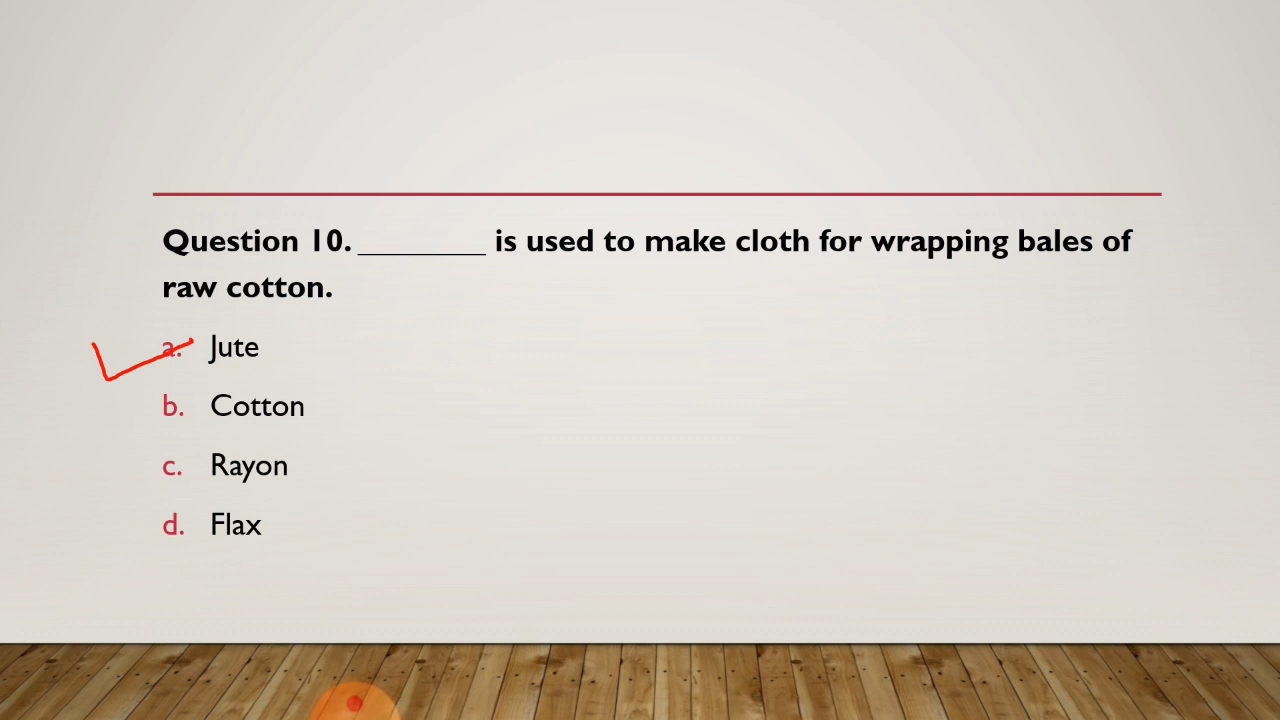 Question 10. ________ is used to make cloth for wrapping bales of
raw cotton.
a. Jute
b. Cotton
c. Rayon
d. Flax